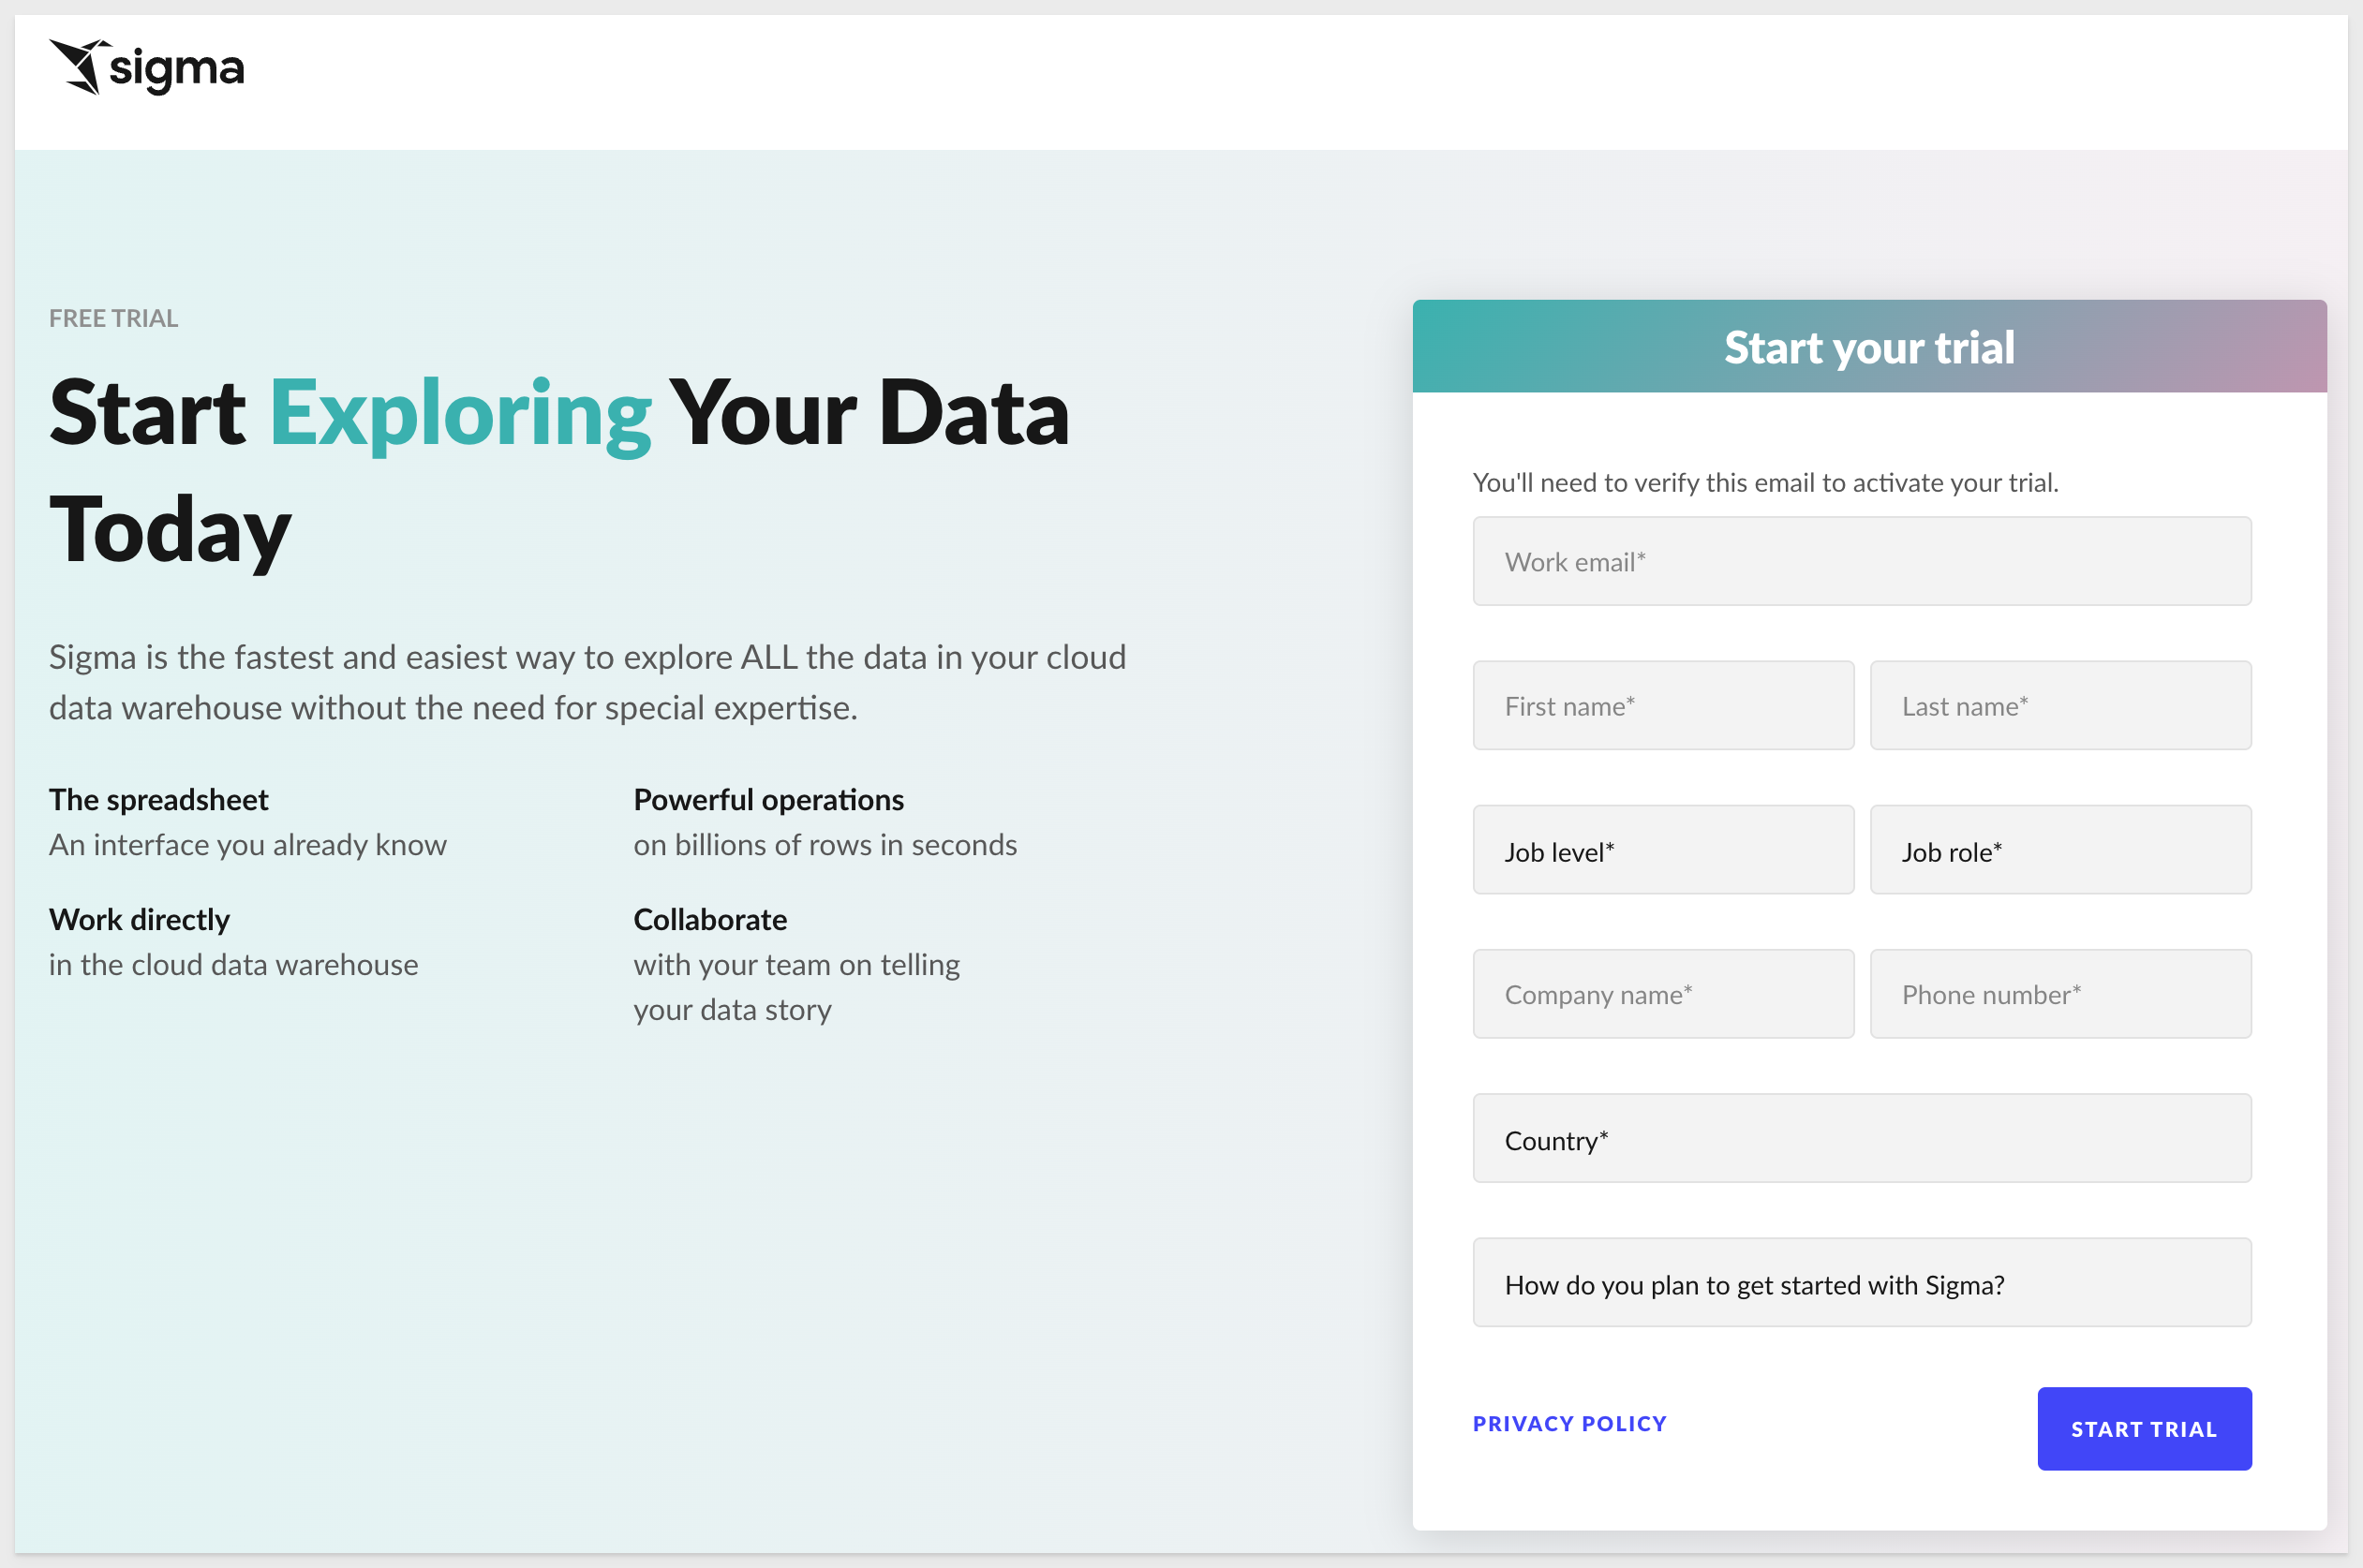 sigma
FREE TRIAL
Start Exploring Your Data
Today
Sigma is the fastest and easiest way to explore ALL the data in your cloud
data warehouse without the need for special expertise.
The spreadsheet
An interface you already know
Powerful operations
on billions of rows in seconds
Work directly
in the cloud data warehouse
Collaborate
with your team on telling
your data story
Start your trial
You'll need to verify this email to activate your trial.
Work email*
First name*
Last name*
Job level*
Job role*
Company name*
Phone number*
Country*
How do you plan to get started with Sigma?
PRIVACY POLICY
START TRIAL